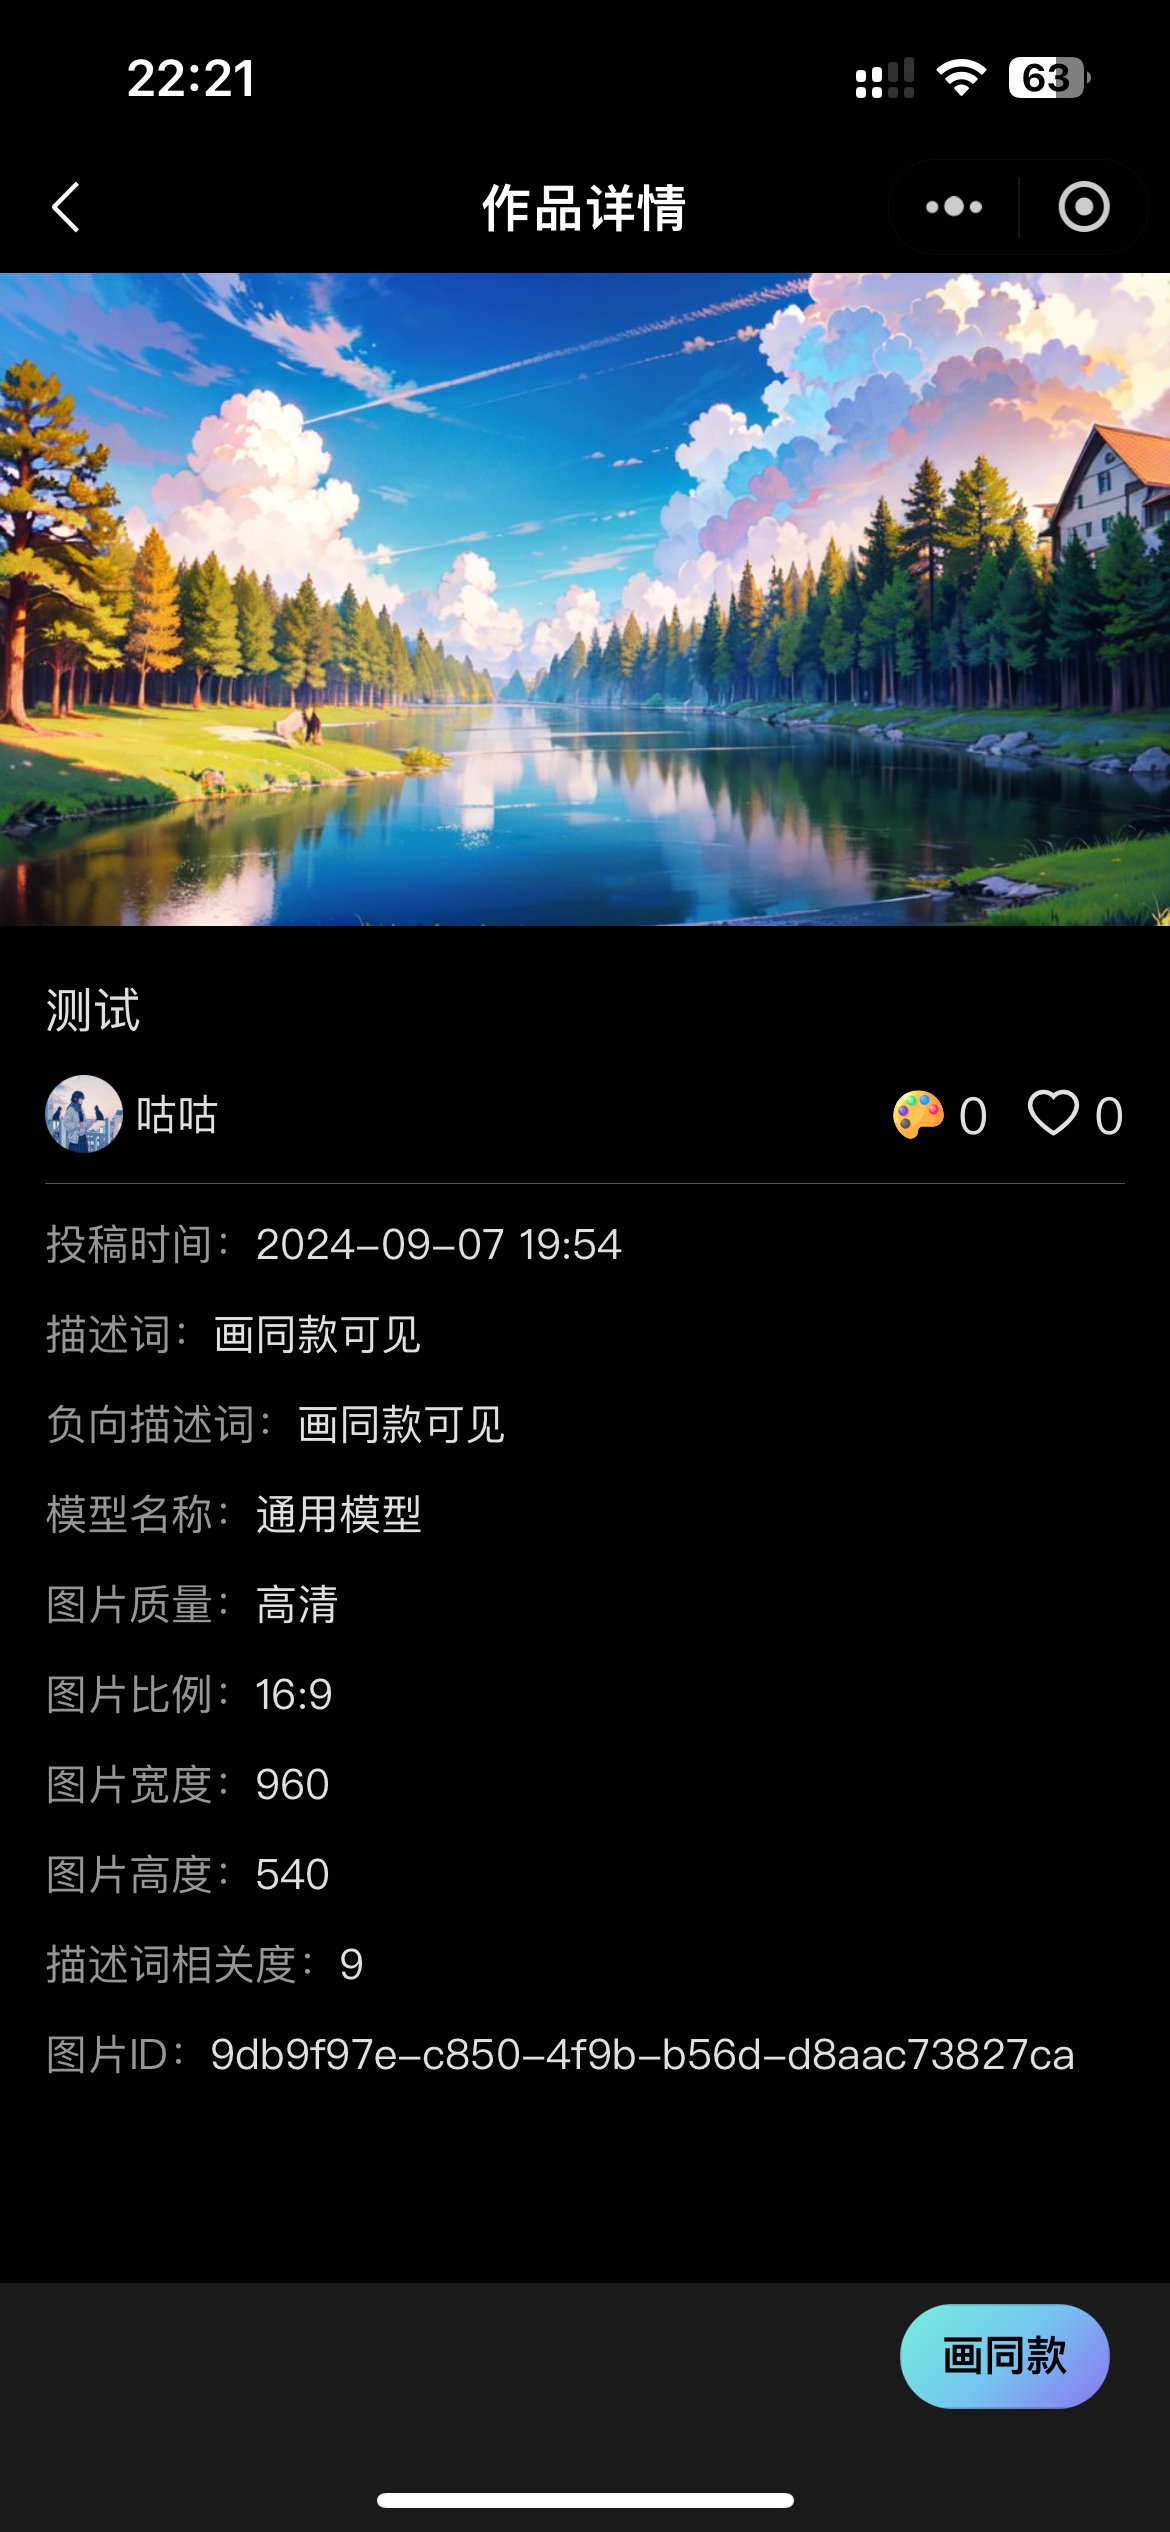 22:21
63
作品详情
测试
咕咕
0
0
投稿时间：2024-09-07 19:54
描述词：画同款可见
负向描述词：画同款可见
模型名称：通用模型
图片质量：高清
图片比例：16:9
图片宽度：960
图片高度：540
描述词相关度：9
图片ID：9db9f97e-c850-4f9b-b56d-d8aac73827ca
画同款